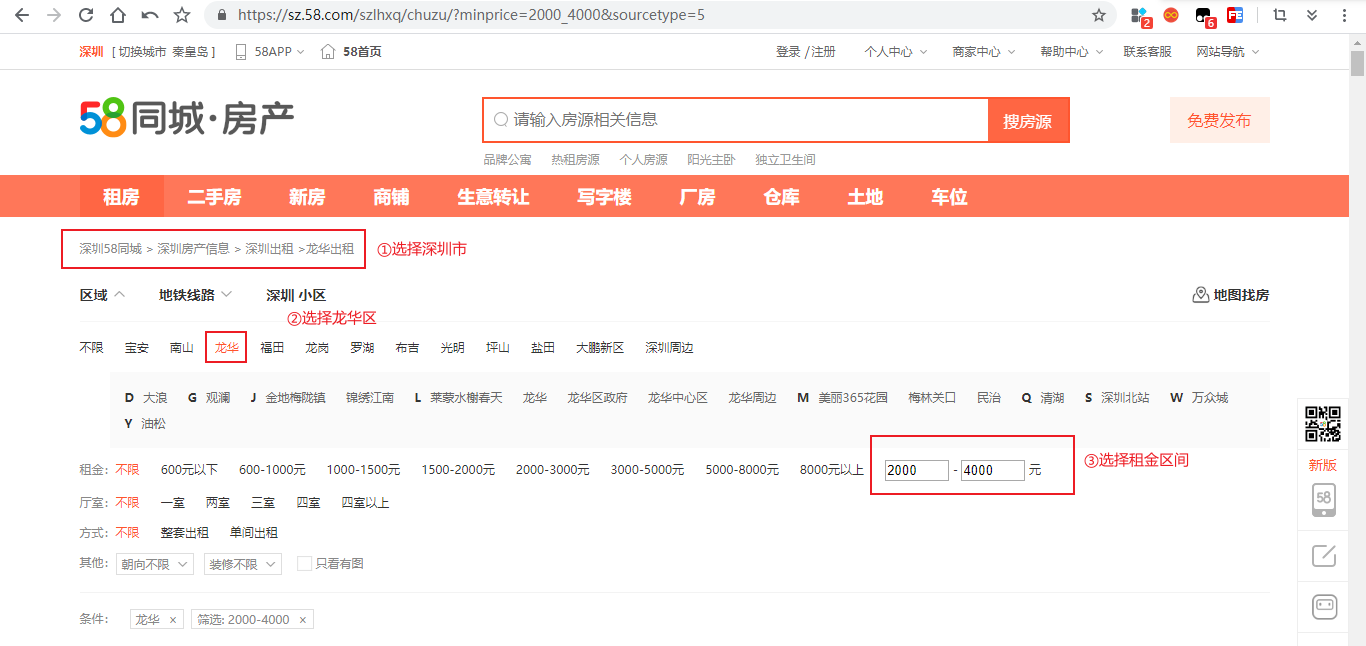 https://sz.58.com/szlhxq/chuzu/?minprice=2000_4000&sourcetype=5
2 6 FE
深圳 [ 切换城市 秦皇岛 ] 58APP 58首页 登录 /注册 个人中心 商家中心 帮助中心 联系客服 网站导航
58同城·房产 请输入房源相关信息 搜房源 免费发布
品牌公寓 热租房源 个人房源 阳光主卧 独立卫生间
租房 二手房 新房 商铺 生意转让 写字楼 厂房 仓库 土地 车位
深圳58同城 > 深圳房产信息 > 深圳出租 >龙华出租 ①选择深圳市
区域 地铁线路 深圳 小区 地图找房
②选择龙华区
不限 宝安 南山 龙华 福田 龙岗 罗湖 布吉 光明 坪山 盐田 大鹏新区 深圳周边
D 大浪 G 观澜 J 金地梅陇镇 锦绣江南 L 莱蒙水榭春天 龙华 龙华区政府 龙华中心区 龙华周边 M 美丽365花园 梅林关口 民治 Q 清湖 S 深圳北站 W 万众城
Y 油松
租金: 不限 600元以下 600-1000元 1000-1500元 1500-2000元 2000-3000元 3000-5000元 5000-8000元 8000元以上 2000 - 4000 元 ③选择租金区间
新版
58
厅室: 不限 一室 两室 三室 四室 四室以上
方式: 不限 整套出租 单间出租
其他: 朝向不限 装修不限 只看有图
条件: 龙华 × 筛选: 2000-4000 ×